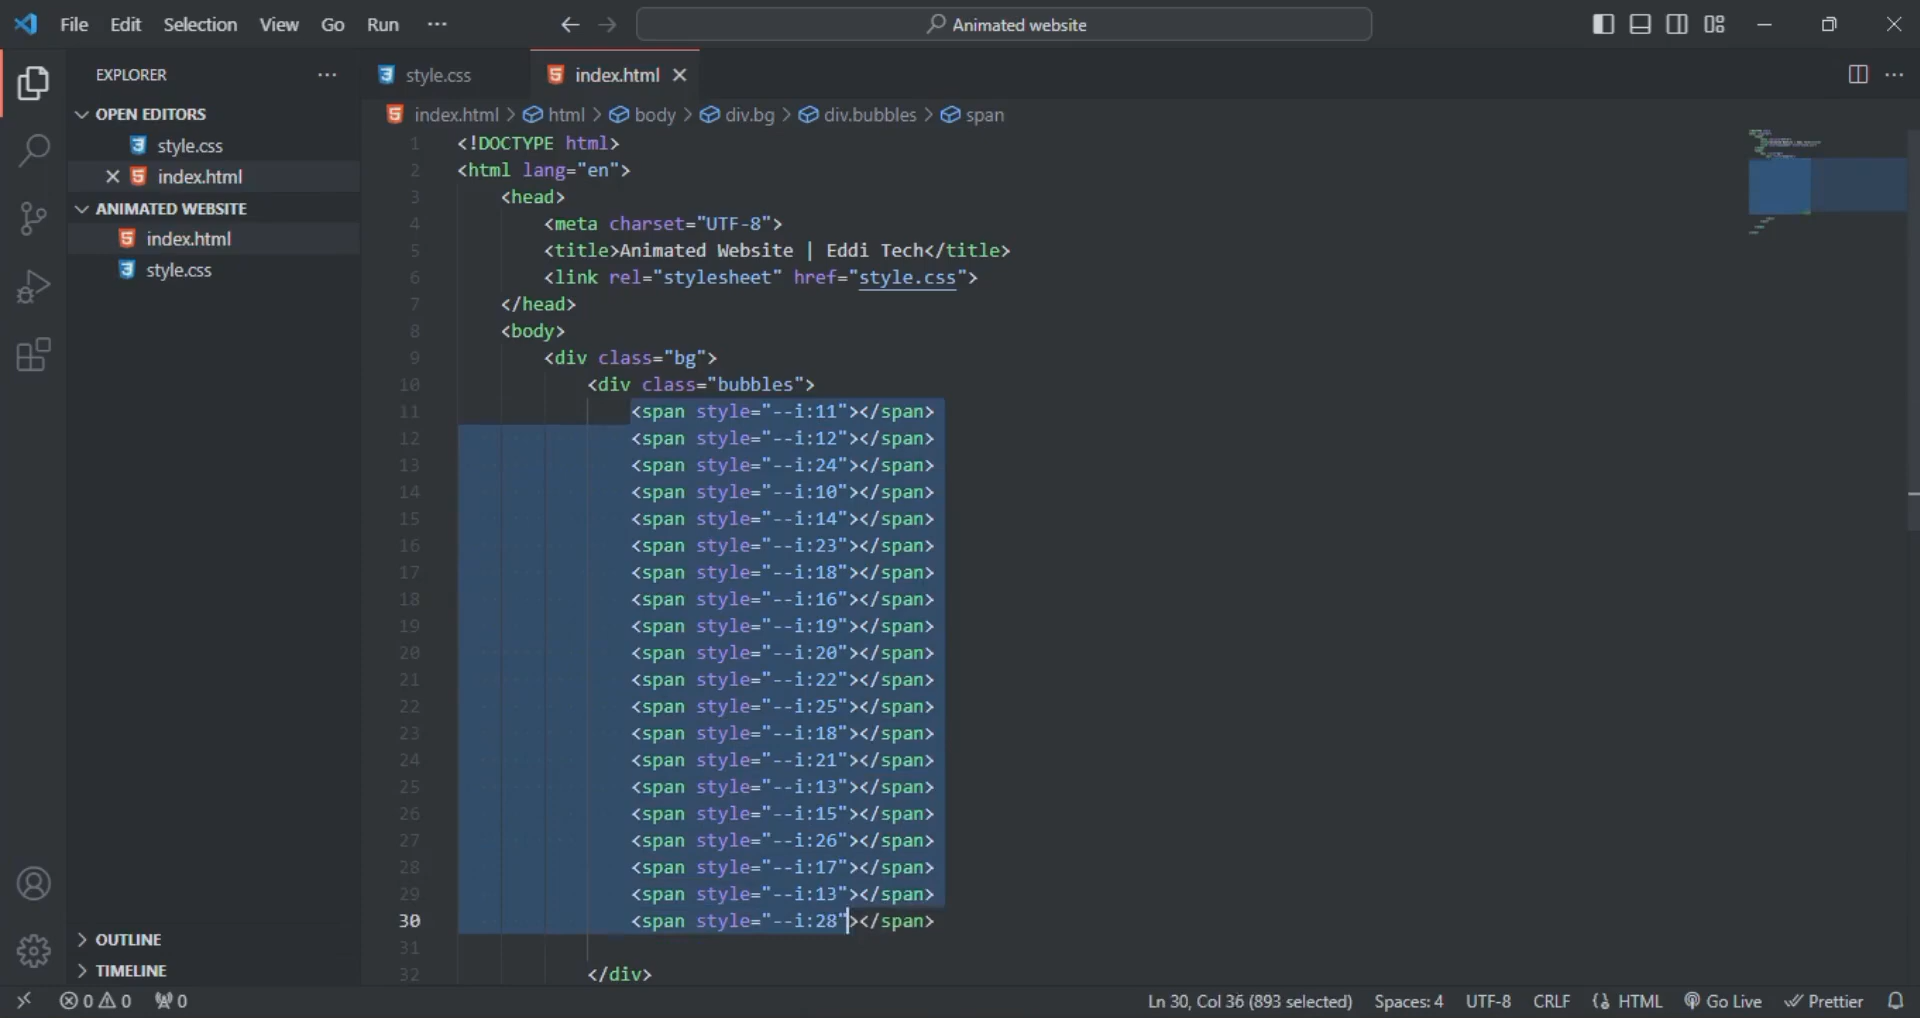 File Edit Selection View Go Run ··· Animated website
EXPLORER ···
OPEN EDITORS
style.css
index.html
ANIMATED WEBSITE
index.html
style.css
OUTLINE
TIMELINE
style.css index.html
index.html > html > body > div.bg > div.bubbles > span
1 <!DOCTYPE html>
2 <html lang="en">
3 <head>
4 <meta charset="UTF-8">
5 <title>Animated Website | Eddi Tech</title>
6 <link rel="stylesheet" href="style.css">
7 </head>
8 <body>
9 <div class="bg">
10 <div class="bubbles">
11 <span style="--i:11"></span>
12 <span style="--i:12"></span>
13 <span style="--i:24"></span>
14 <span style="--i:10"></span>
15 <span style="--i:14"></span>
16 <span style="--i:23"></span>
17 <span style="--i:18"></span>
18 <span style="--i:16"></span>
19 <span style="--i:19"></span>
20 <span style="--i:20"></span>
21 <span style="--i:22"></span>
22 <span style="--i:25"></span>
23 <span style="--i:18"></span>
24 <span style="--i:21"></span>
25 <span style="--i:13"></span>
26 <span style="--i:15"></span>
27 <span style="--i:26"></span>
28 <span style="--i:17"></span>
29 <span style="--i:13"></span>
30 <span style="--i:28"></span>
31
32 </div>
0 0 0 Ln 30, Col 36 (893 selected) Spaces: 4 UTF-8 CRLF HTML Go Live Prettier